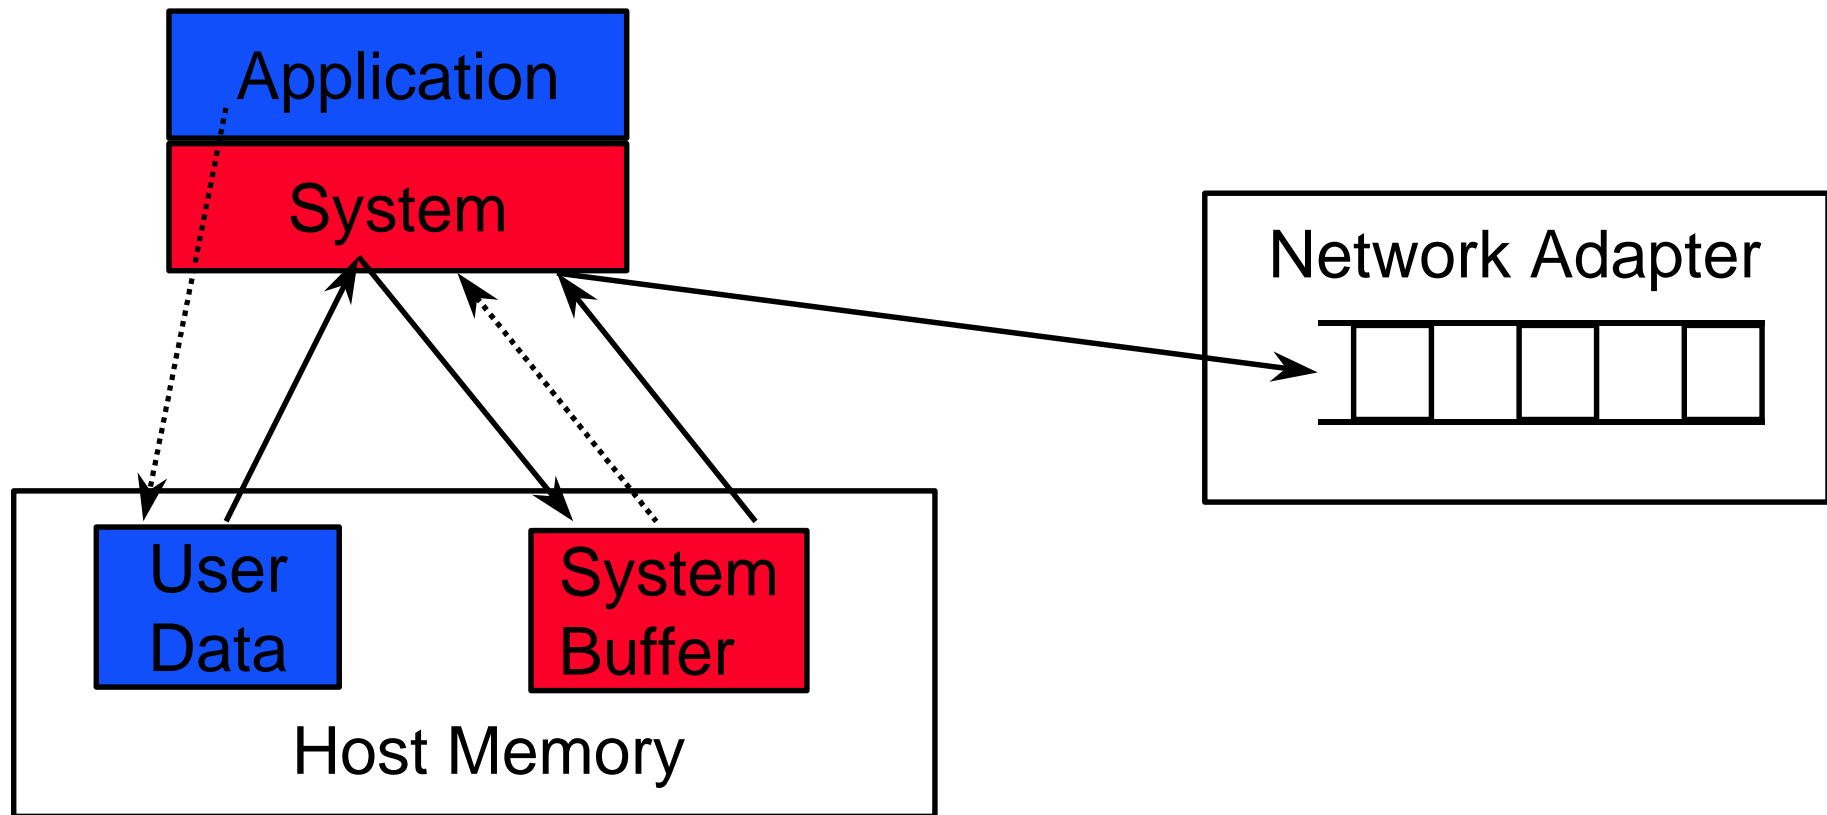 Application
System
Network Adapter
User
Data
System
Buffer
Host Memory